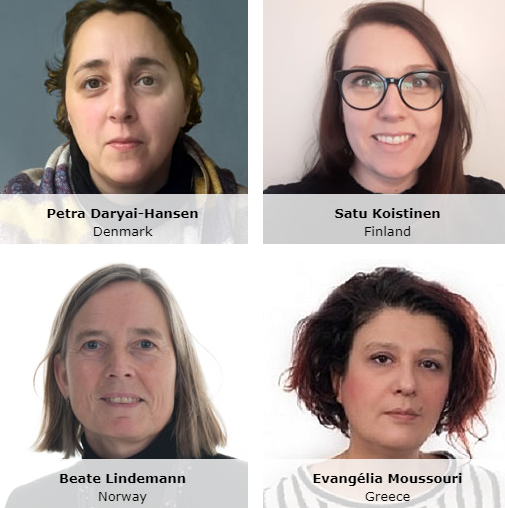 Petra Daryai-Hansen
Denmark
Satu Koistinen
Finland
Beate Lindemann
Norway
Evangélia Moussouri
Greece